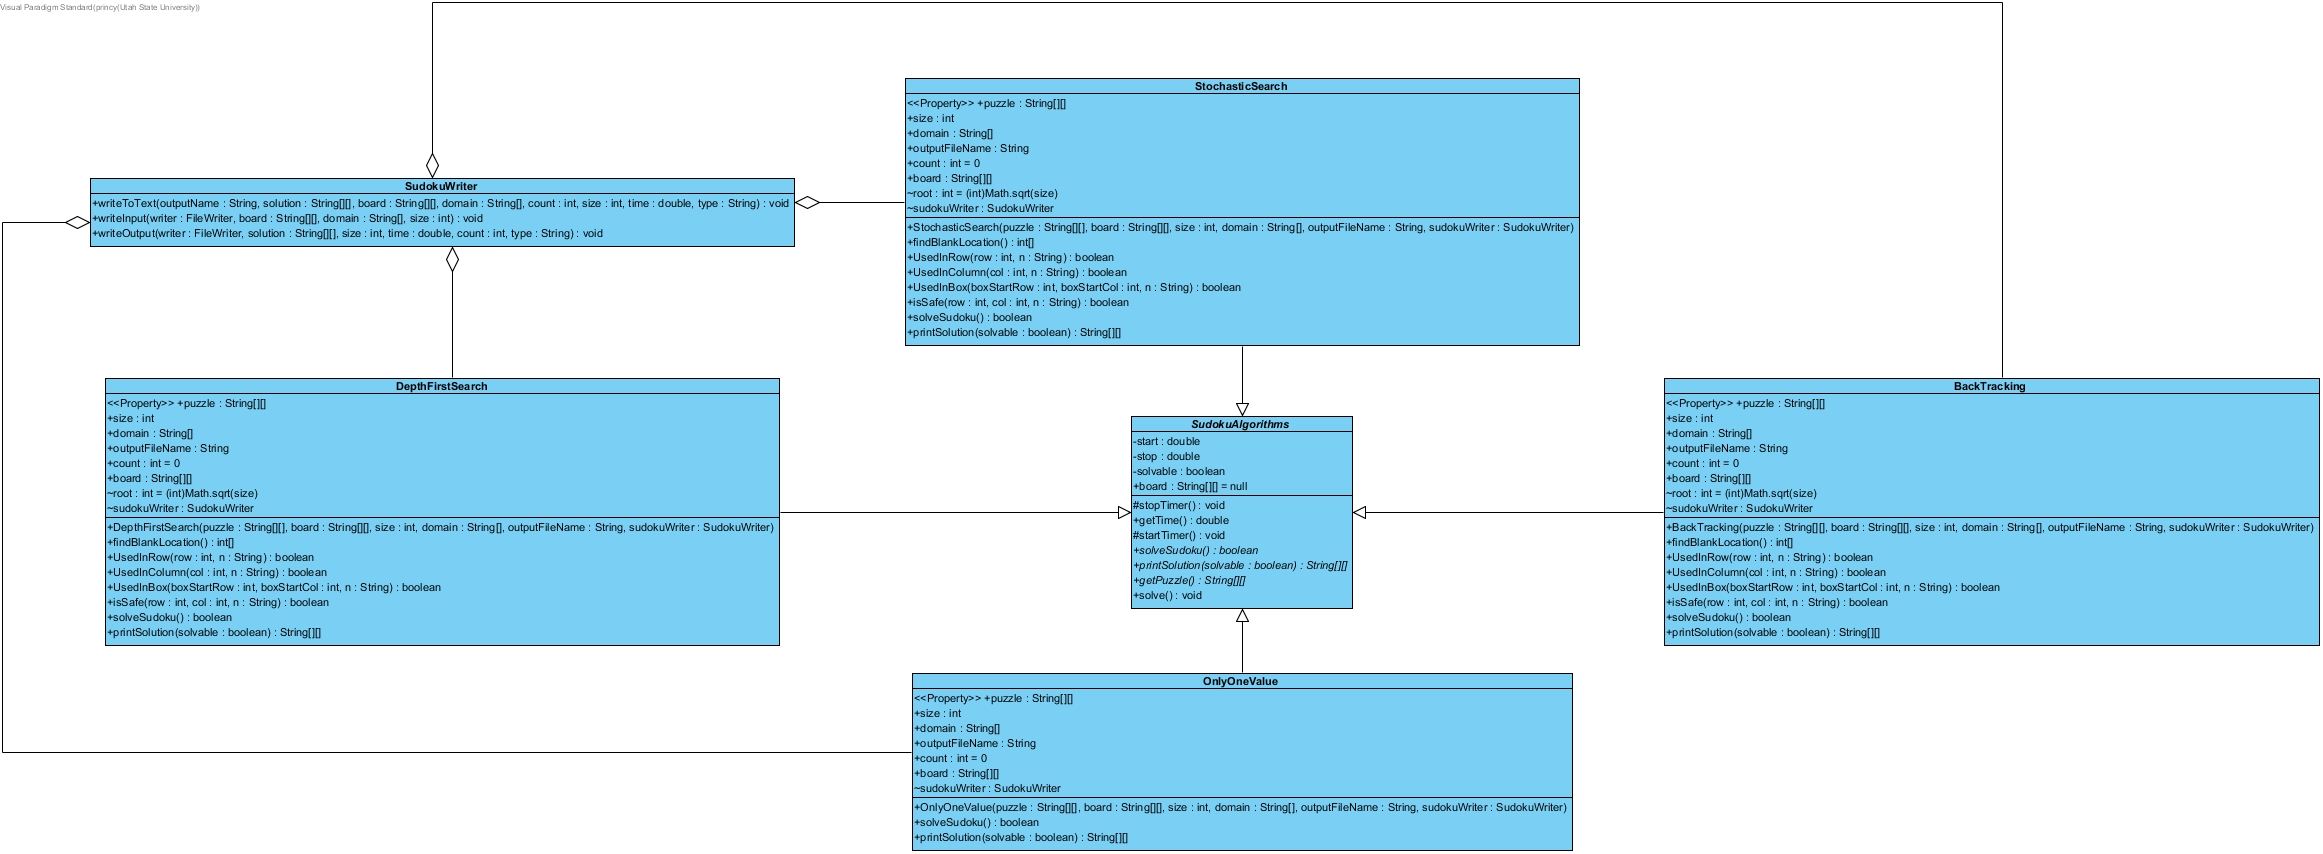 Visual Paradigm Standard(princy(Utah State University))
StochasticSearch
<<Property>> +puzzle : String[][]
+size : int
+domain : String[]
+outputFileName : String
+count : int = 0
+board : String[][]
~root : int = (int)Math.sqrt(size)
~sudokuWriter : SudokuWriter
+StochasticSearch(puzzle : String[][], board : String[][], size : int, domain : String[], outputFileName : String, sudokuWriter : SudokuWriter)
+findBlankLocation() : int[]
+UsedInRow(row : int, n : String) : boolean
+UsedInColumn(col : int, n : String) : boolean
+UsedInBox(boxStartRow : int, boxStartCol : int, n : String) : boolean
+isSafe(row : int, col : int, n : String) : boolean
+solveSudoku() : boolean
+printSolution(solvable : boolean) : String[][]
SudokuWriter
+writeToText(outputName : String, solution : String[][], board : String[][], domain : String[], count : int, size : int, time : double, type : String) : void
+writeInput(writer : FileWriter, board : String[][], domain : String[], size : int) : void
+writeOutput(writer : FileWriter, solution : String[][], size : int, time : double, count : int, type : String) : void
DepthFirstSearch
<<Property>> +puzzle : String[][]
+size : int
+domain : String[]
+outputFileName : String
+count : int = 0
+board : String[][]
~root : int = (int)Math.sqrt(size)
~sudokuWriter : SudokuWriter
+DepthFirstSearch(puzzle : String[][], board : String[][], size : int, domain : String[], outputFileName : String, sudokuWriter : SudokuWriter)
+findBlankLocation() : int[]
+UsedInRow(row : int, n : String) : boolean
+UsedInColumn(col : int, n : String) : boolean
+UsedInBox(boxStartRow : int, boxStartCol : int, n : String) : boolean
+isSafe(row : int, col : int, n : String) : boolean
+solveSudoku() : boolean
+printSolution(solvable : boolean) : String[][]
SudokuAlgorithms
-start : double
-stop : double
-solvable : boolean
+board : String[][] = null
#stopTimer() : void
+getTime() : double
#startTimer() : void
+solveSudoku() : boolean
+printSolution(solvable : boolean) : String[][]
+getPuzzle() : String[][]
+solve() : void
BackTracking
<<Property>> +puzzle : String[][]
+size : int
+domain : String[]
+outputFileName : String
+count : int = 0
+board : String[][]
~root : int = (int)Math.sqrt(size)
~sudokuWriter : SudokuWriter
+BackTracking(puzzle : String[][], board : String[][], size : int, domain : String[], outputFileName : String, sudokuWriter : SudokuWriter)
+findBlankLocation() : int[]
+UsedInRow(row : int, n : String) : boolean
+UsedInColumn(col : int, n : String) : boolean
+UsedInBox(boxStartRow : int, boxStartCol : int, n : String) : boolean
+isSafe(row : int, col : int, n : String) : boolean
+solveSudoku() : boolean
+printSolution(solvable : boolean) : String[][]
OnlyOneValue
<<Property>> +puzzle : String[][]
+size : int
+domain : String[]
+outputFileName : String
+count : int = 0
+board : String[][]
~sudokuWriter : SudokuWriter
+OnlyOneValue(puzzle : String[][], board : String[][], size : int, domain : String[], outputFileName : String, sudokuWriter : SudokuWriter)
+solveSudoku() : boolean
+printSolution(solvable : boolean) : String[][]